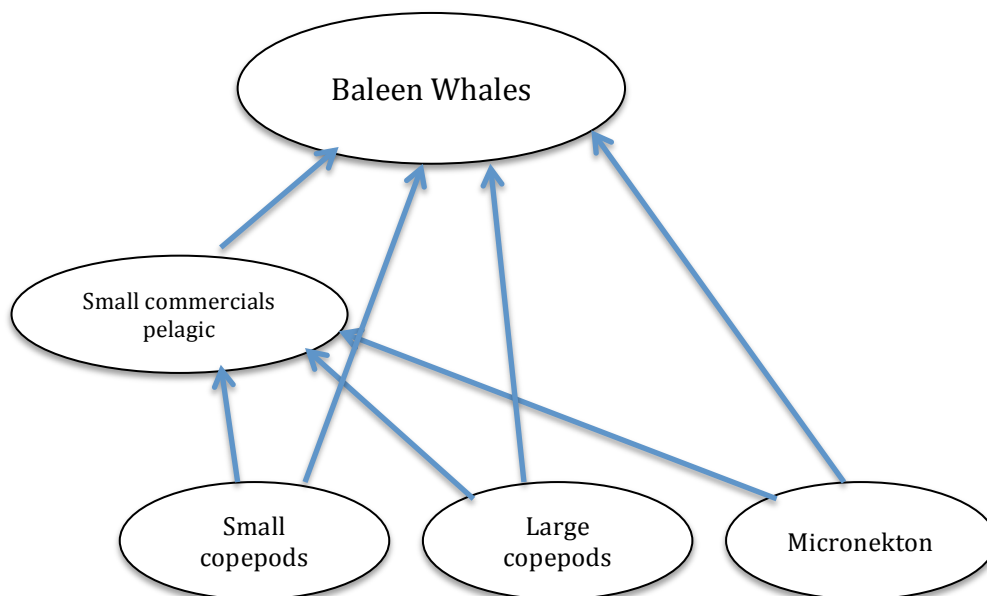 Baleen Whales
Small commercials
pelagic
Small
copepods
Large
copepods
Micronekton